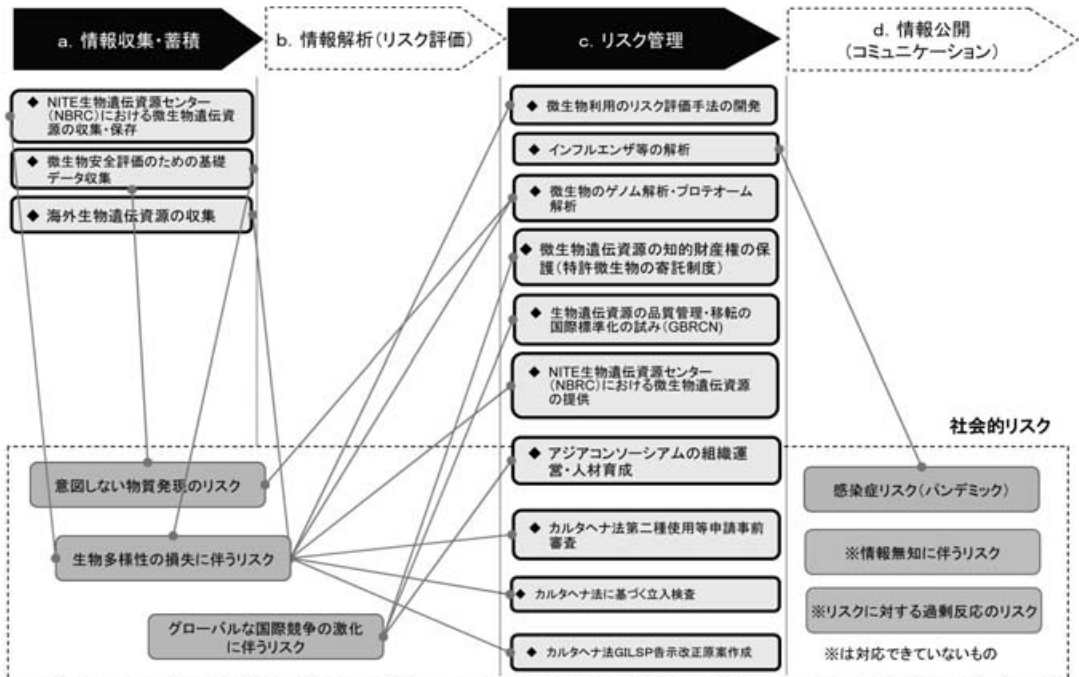 a. 情報収集・蓄積
b. 情報解析(リスク評価)
c. リスク管理
d. 情報公開
(コミュニケーション)
◆ NITE生物遺伝資源センター
(NBRC)における微生物遺伝資
源の収集・保存
◆ 微生物安全評価のための基礎
データ収集
◆ 海外生物遺伝資源の収集
◆ 微生物利用のリスク評価手法の開発
◆ インフルエンザ等の解析
◆ 微生物のゲノム解析・プロテオーム
解析
◆ 微生物遺伝資源の知的財産権の保
護(特許微生物の寄託制度)
◆ 生物遺伝資源の品質管理・移転の
国際標準化の試み(GBRCN)
◆ NITE生物遺伝資源センター
(NBRC)における微生物遺伝資源
の提供
◆ アジアコンソーシアムの組織運
営・人材育成
◆ カルタヘナ法第二種使用等申請事前
審査
◆ カルタヘナ法に基づく立入検査
◆ カルタヘナ法GILSP告示改正原案作成
社会的リスク
意図しない物質発現のリスク
生物多様性の損失に伴うリスク
グローバルな国際競争の激化
に伴うリスク
感染症リスク(パンデミック)
※情報無知に伴うリスク
※リスクに対する過剰反応のリスク
※は対応できていないもの